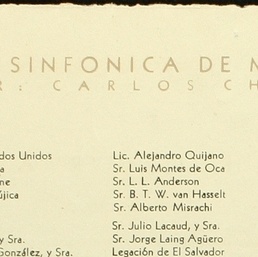 SINFONICA DE M
R: CARLOS CH
dos Unidos
a
ne
újica
y Sra.
González, y Sra.
Lic. Alejandro Quijano
Sr. Luis Montes de Oca
Sr. L. L. Anderson
Sr. B. T. W. van Hasselt
Sr. Alberto Misrachi
Sr. Julio Lacaud, y Sra.
Sr. Jorge Laing Agüero
Legación de El Salvador